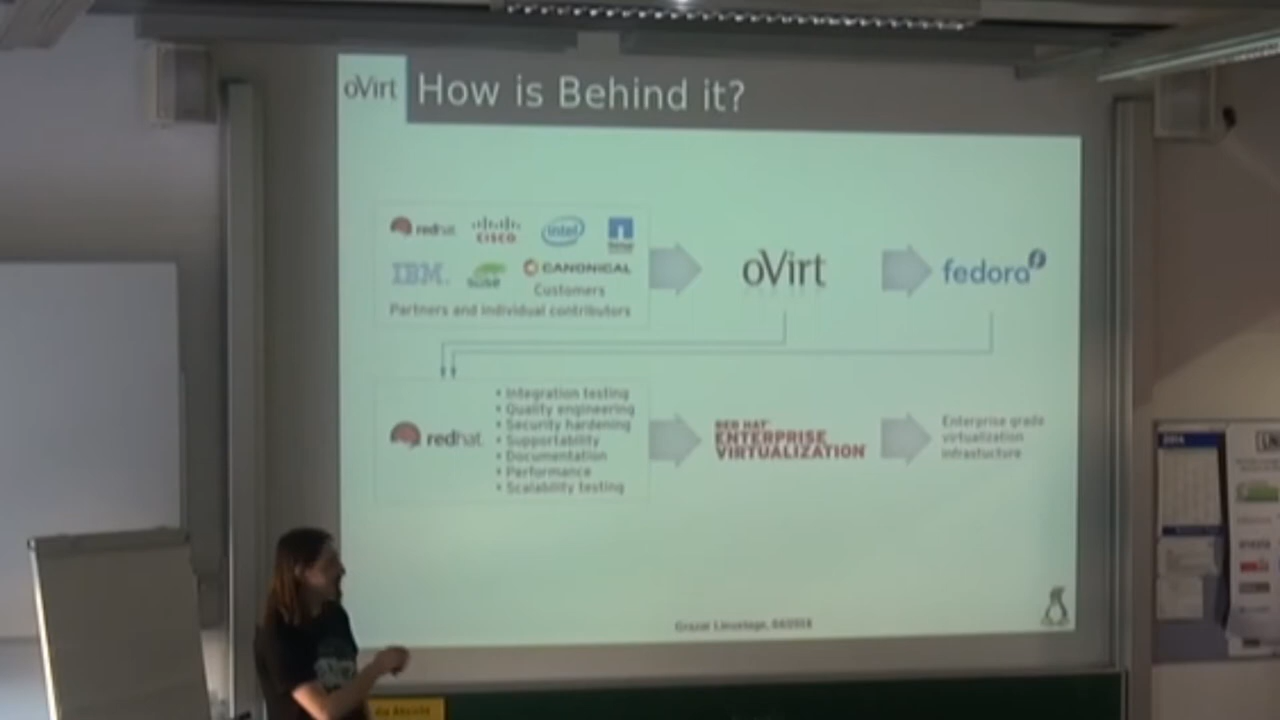 oVirt How is Behind it?
redhat. CISCO intel
IBM. SUSE CANONICAL
Customers
Partners and individual contributors
oVirt
fedora
redhat.
• Integration testing
• Quality engineering
• Security hardening
• Supportability
• Documentation
• Performance
• Scalability testing
RED HAT
ENTERPRISE
VIRTUALIZATION
Enterprise grade
virtualization
infrastucture
Grazer Linuxtage, 04/2014
2014